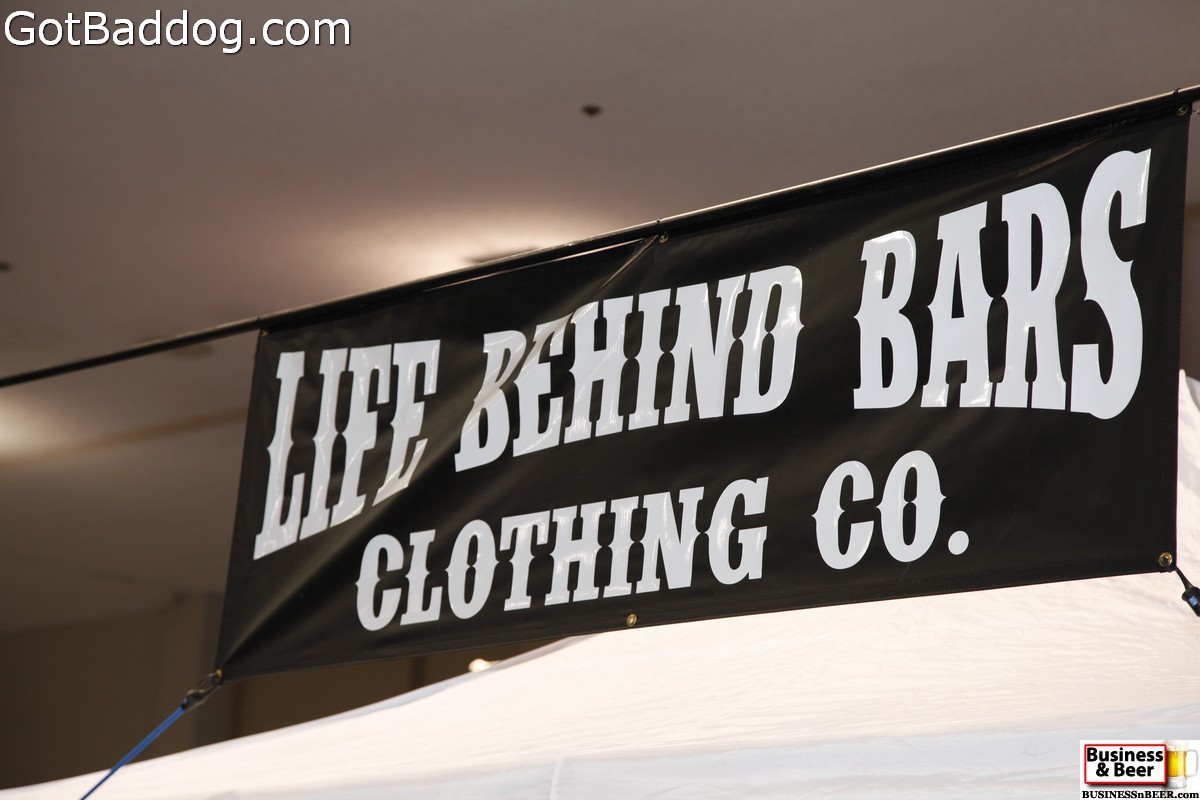 GotBaddog.com
LIFE BEHIND BARS
CLOTHING CO.
Business
& Beer
BUSINESSnBEER.com